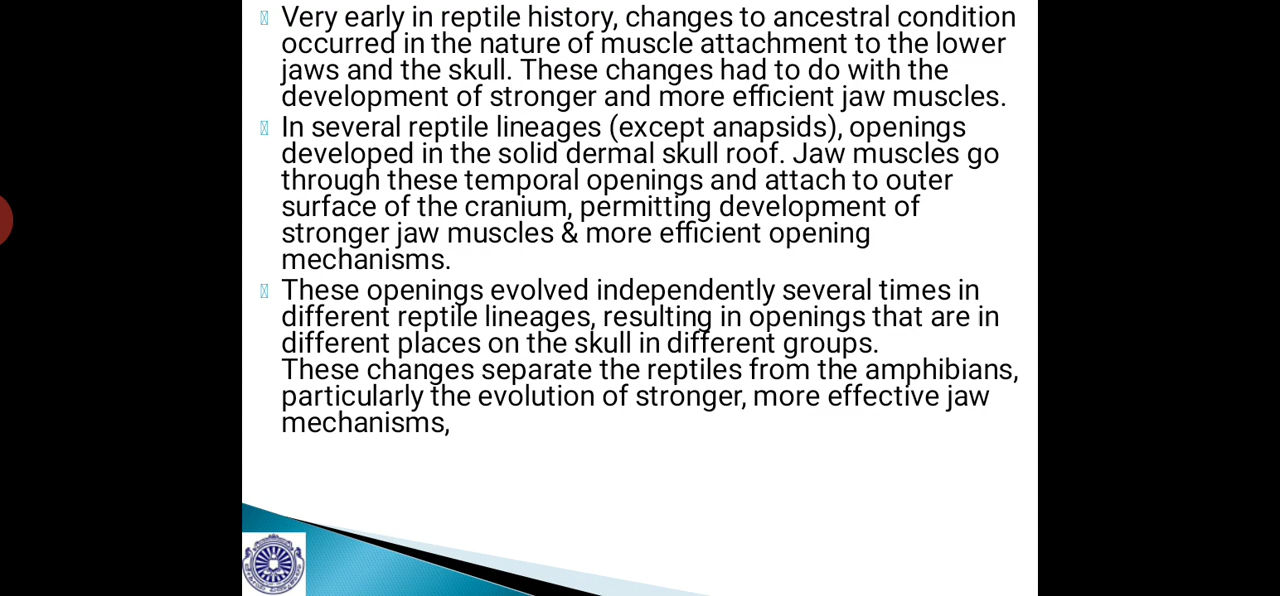 Very early in reptile history, changes to ancestral condition
occurred in the nature of muscle attachment to the lower
jaws and the skull. These changes had to do with the
development of stronger and more efficient jaw muscles.
In several reptile lineages (except anapsids), openings
developed in the solid dermal skull roof. Jaw muscles go
through these temporal openings and attach to outer
surface of the cranium, permitting development of
stronger jaw muscles & more efficient opening
mechanisms.
These openings evolved independently several times in
different reptile lineages, resulting in openings that are in
different places on the skull in different groups.
These changes separate the reptiles from the amphibians,
particularly the evolution of stronger, more effective jaw
mechanisms,